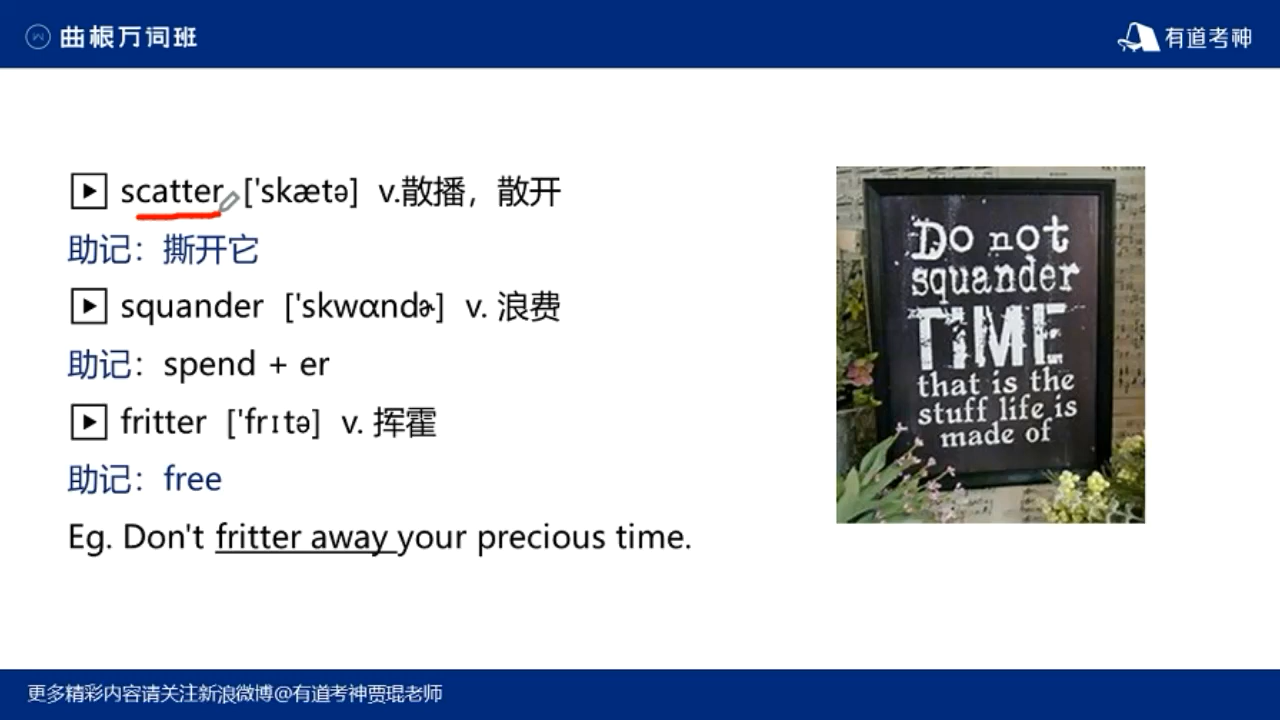 曲根万词班
有道考神
scatter ['skætə] v.散播，散开
助记：撕开它
squander ['skwɑndɚ] v. 浪费
助记：spend + er
fritter ['frɪtə] v. 挥霍
助记：free
Eg. Don't fritter away your precious time.
Do not
squander
TIME
that is the
stuff life is
made of
更多精彩内容请关注新浪微博@有道考神贾琨老师